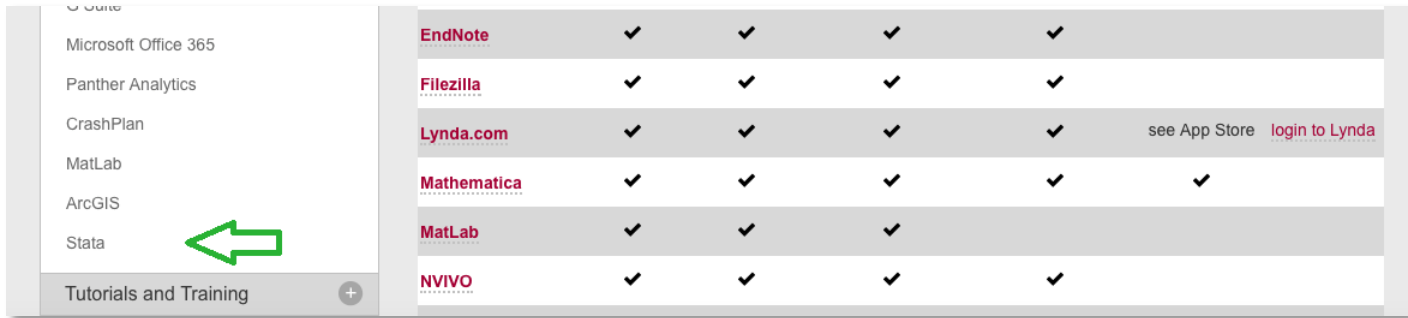 G Suite
Microsoft Office 365
Panther Analytics
CrashPlan
MatLab
ArcGIS
Stata
Tutorials and Training
EndNote
Filezilla
Lynda.com see App Store login to Lynda
Mathematica
MatLab
NVIVO